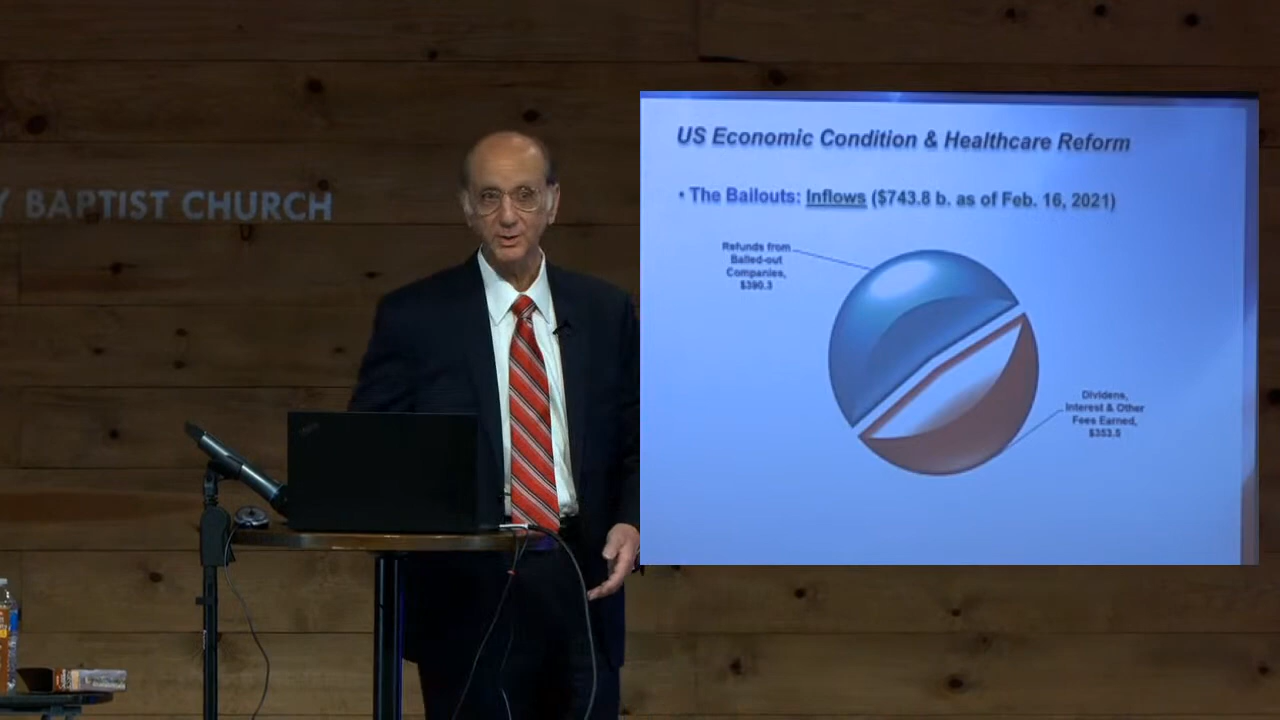 Y BAPTIST CHURCH
US Economic Condition & Healthcare Reform
• The Bailouts: Inflows ($743.8 b. as of Feb. 16, 2021)
Refunds from
Bailed-out
Companies,
$390.3
Dividens,
Interest & Other
Fees Earned,
$353.5